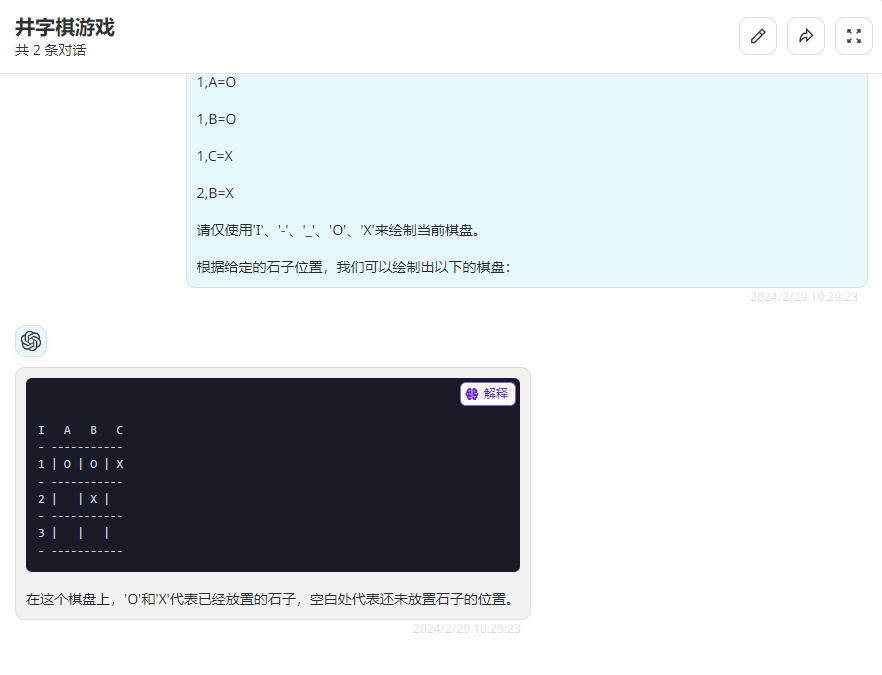 井字棋游戏
共 2 条对话
1,A=O
1,B=O
1,C=X
2,B=X
请仅使用'I'、'-'、'_'、'O'、'X'来绘制当前棋盘。
根据给定的石子位置，我们可以绘制出以下的棋盘：
2024/2/29 10:29:23
解释
I   A   B   C
- -----------
1 | O | O | X
- -----------
2 |   | X |
- -----------
3 |   |   |
- -----------
在这个棋盘上，'O'和'X'代表已经放置的石子，空白处代表还未放置石子的位置。
2024/2/29 10:29:23